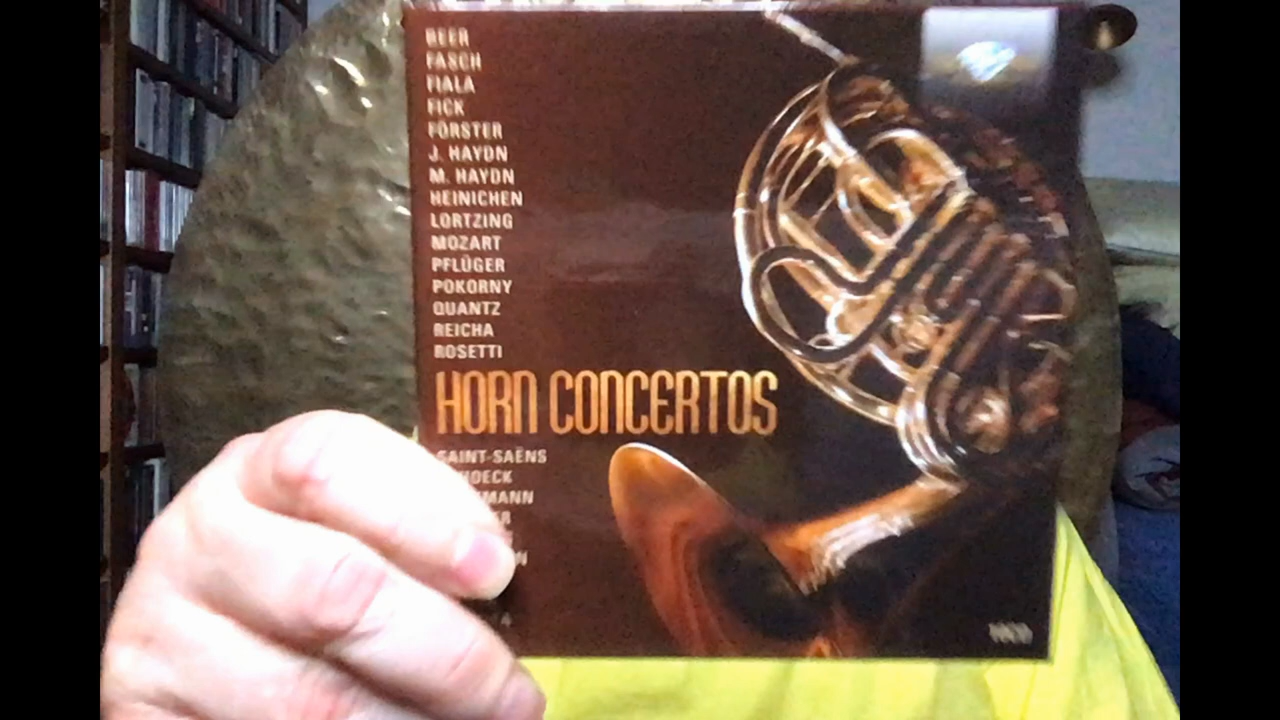 BEER
FASCH
FIALA
FICK
FÖRSTER
J. HAYDN
M. HAYDN
HEINICHEN
LORTZING
MOZART
PFLÜGER
POKORNY
QUANTZ
REICHA
ROSETTI
HORN CONCERTOS
SAINT-SAËNS